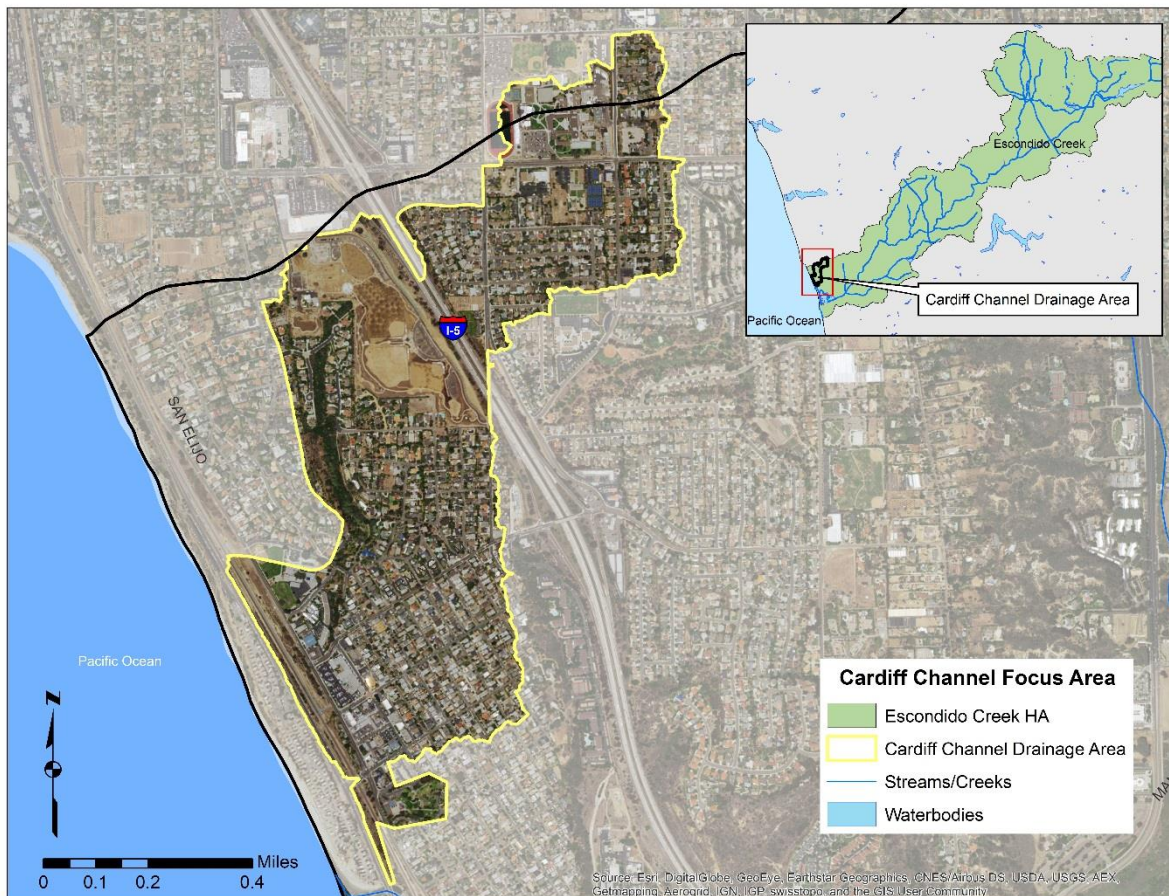 Escondido Creek
Cardiff Channel Drainage Area
Pacific Ocean
I-5
SAN ELIJO
Pacific Ocean
Cardiff Channel Focus Area
Escondido Creek HA
Cardiff Channel Drainage Area
Streams/Creeks
Waterbodies
Z
Miles
0 0.1 0.2 0.4
Source: Esri, DigitalGlobe, GeoEye, Earthstar Geographics, CNES/Airbus DS, USDA, USGS, AEX,
Getmapping, Aerogrid, IGN, IGP, swisstopo, and the GIS User Community